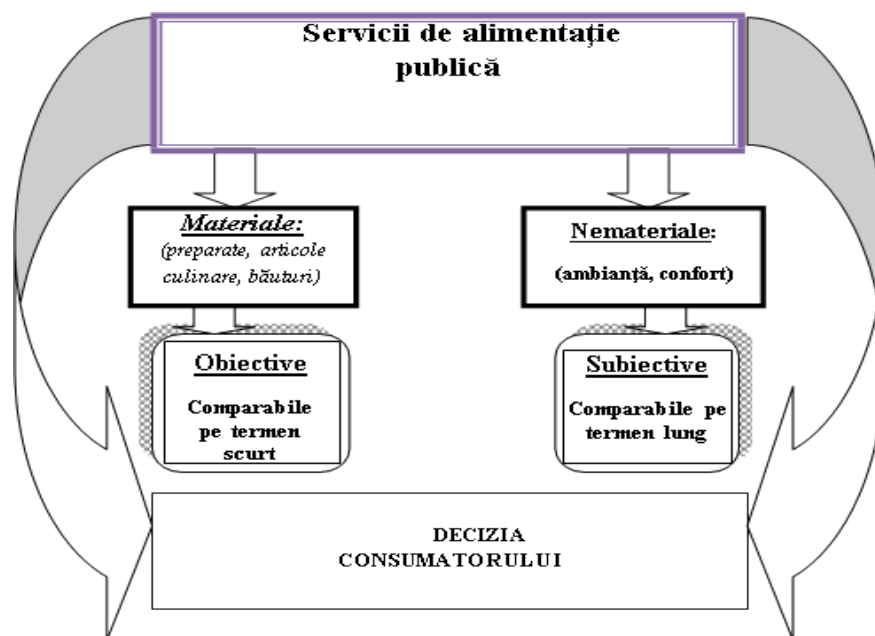 Servicii de alimentaţie
publică
Materiale:
(preparate, articole
culinare, băuturi)
Nemateriale:
(ambianţă, confort)
Obiective
Comparabile
pe termen
scurt
Subiective
Comparabile pe
termen lung
DECIZIA
CONSUMATORULUI